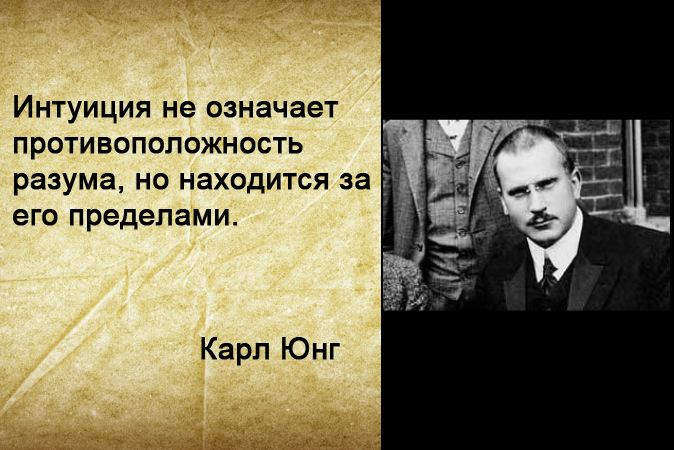 Интуиция не означает
противоположность
разума, но находится за
его пределами.
Карл Юнг